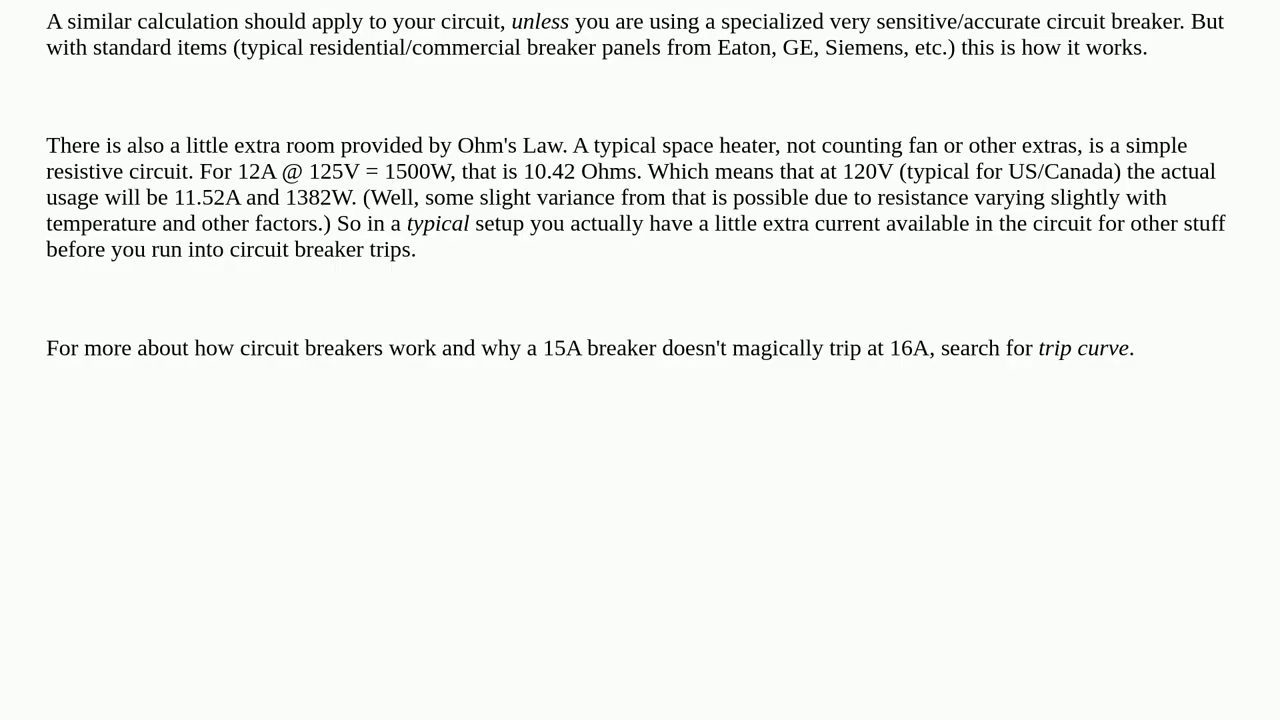 A similar calculation should apply to your circuit, unless you are using a specialized very sensitive/accurate circuit breaker. But
with standard items (typical residential/commercial breaker panels from Eaton, GE, Siemens, etc.) this is how it works.
There is also a little extra room provided by Ohm's Law. A typical space heater, not counting fan or other extras, is a simple
resistive circuit. For 12A @ 125V = 1500W, that is 10.42 Ohms. Which means that at 120V (typical for US/Canada) the actual
usage will be 11.52A and 1382W. (Well, some slight variance from that is possible due to resistance varying slightly with
temperature and other factors.) So in a typical setup you actually have a little extra current available in the circuit for other stuff
before you run into circuit breaker trips.
For more about how circuit breakers work and why a 15A breaker doesn't magically trip at 16A, search for trip curve.